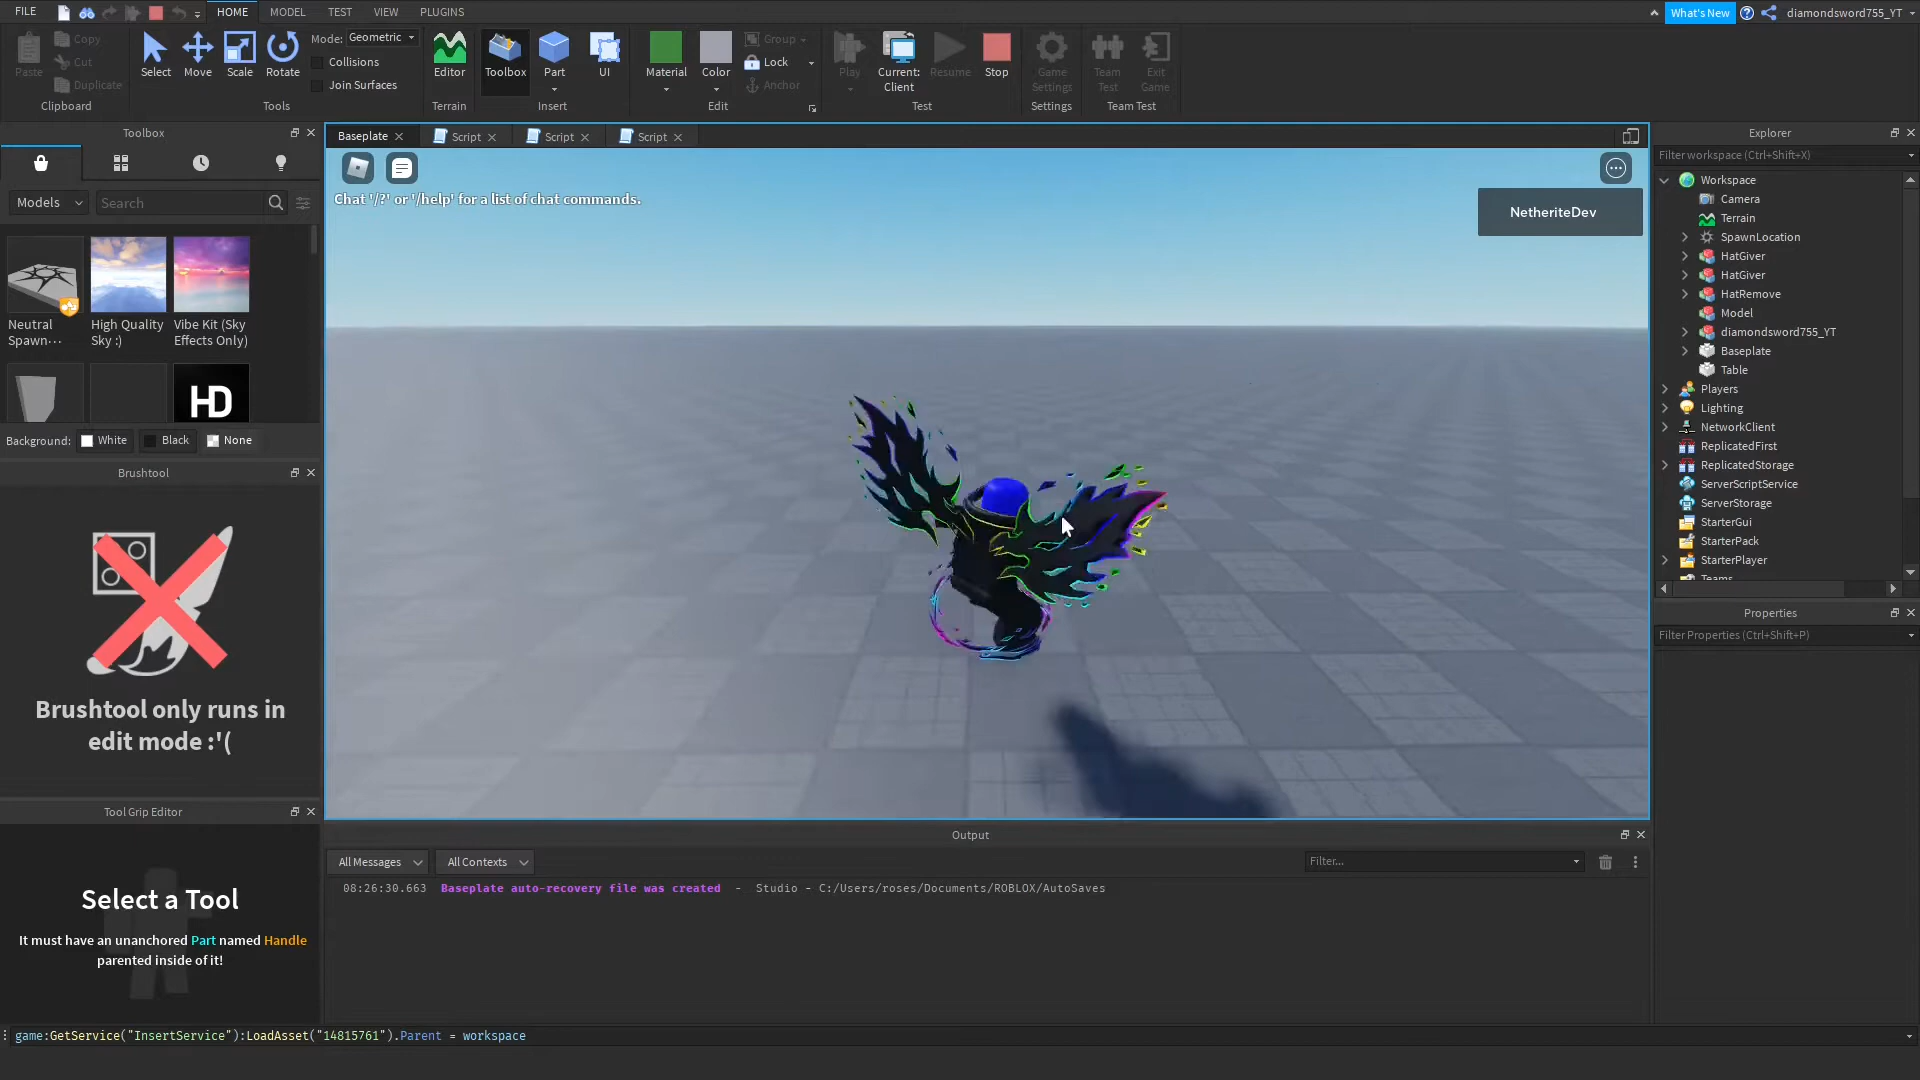 FILE
HOME
MODEL
TEST
VIEW
PLUGINS
What's New
diamondsword755_YT
Paste
Copy
Cut
Duplicate
Clipboard
Select
Move
Scale
Rotate
Mode: Geometric
Collisions
Join Surfaces
Tools
Editor
Terrain
Toolbox
Part
UI
Insert
Material
Color
Group
Lock
Anchor
Edit
Play
Current:
Client
Resume
Stop
Test
Game
Settings
Settings
Team
Test
Exit
Game
Team Test
Toolbox
Models
Search
Neutral
Spawn...
High Quality
Sky :)
Vibe Kit (Sky
Effects Only)
HD
Background:
White
Black
None
Brushtool
Brushtool only runs in
edit mode :'(
Tool Grip Editor
Select a Tool
It must have an unanchored Part named Handle
parented inside of it!
Baseplate
Script
Script
Script
Chat '/?' or '/help' for a list of chat commands.
NetheriteDev
Output
All Messages
All Contexts
Filter...
08:26:30.663 Baseplate auto-recovery file was created - Studio - C:/Users/roses/Documents/ROBLOX/AutoSaves
Explorer
Filter workspace (Ctrl+Shift+X)
Workspace
Camera
Terrain
SpawnLocation
HatGiver
HatGiver
HatRemove
Model
diamondsword755_YT
Baseplate
Table
Players
Lighting
NetworkClient
ReplicatedFirst
ReplicatedStorage
ServerScriptService
ServerStorage
StarterGui
StarterPack
StarterPlayer
Teams
Properties
Filter Properties (Ctrl+Shift+P)
game:GetService("InsertService"):LoadAsset("14815761").Parent = workspace